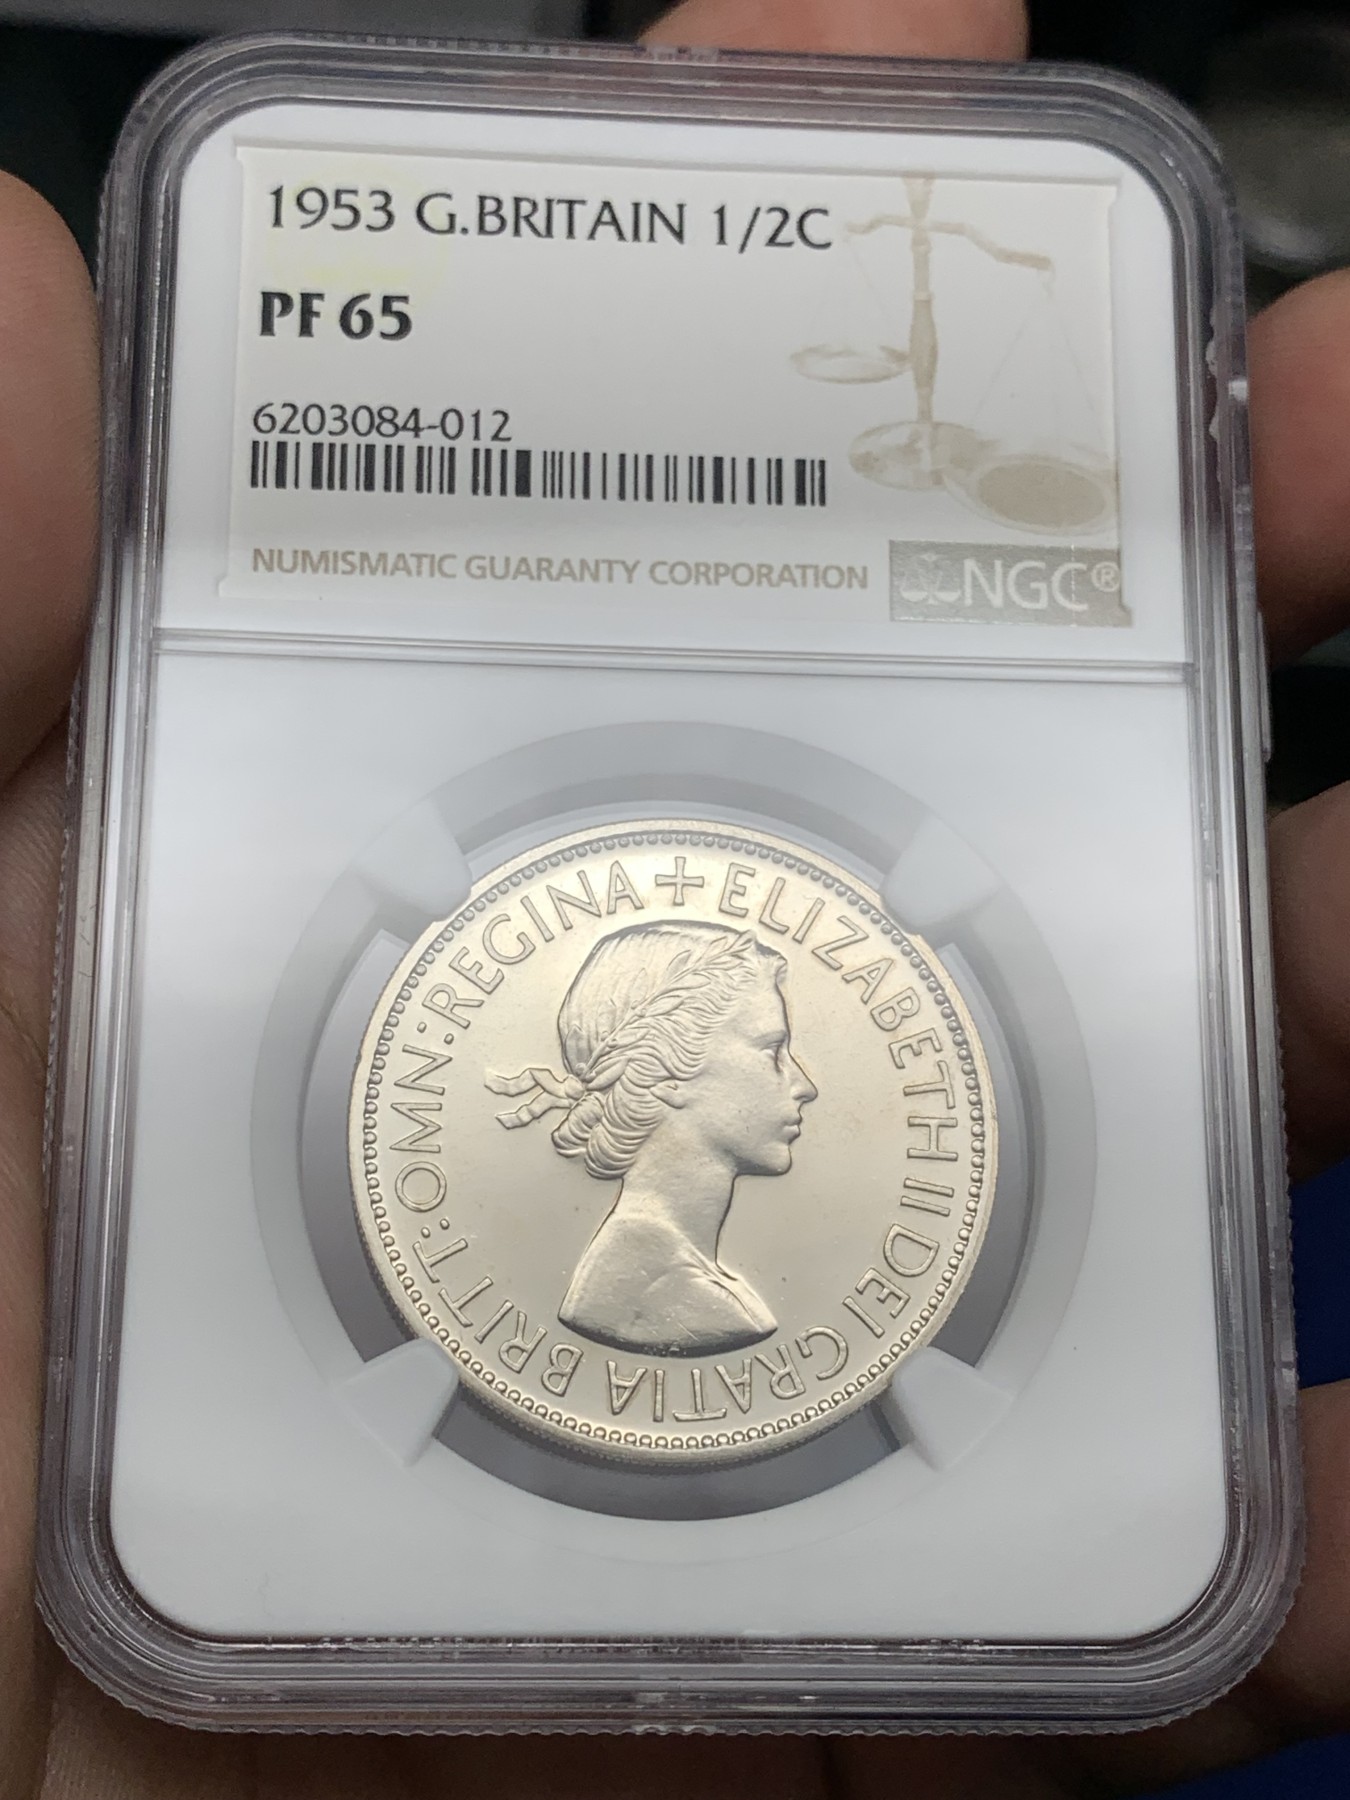 1953 G.BRITAIN 1/2C
PF 65
6203084-012
NUMISMATIC GUARANTY CORPORATION
NGC®
+ ELIZABETH II DEI GRATIA BRITT: OMN: REGINA